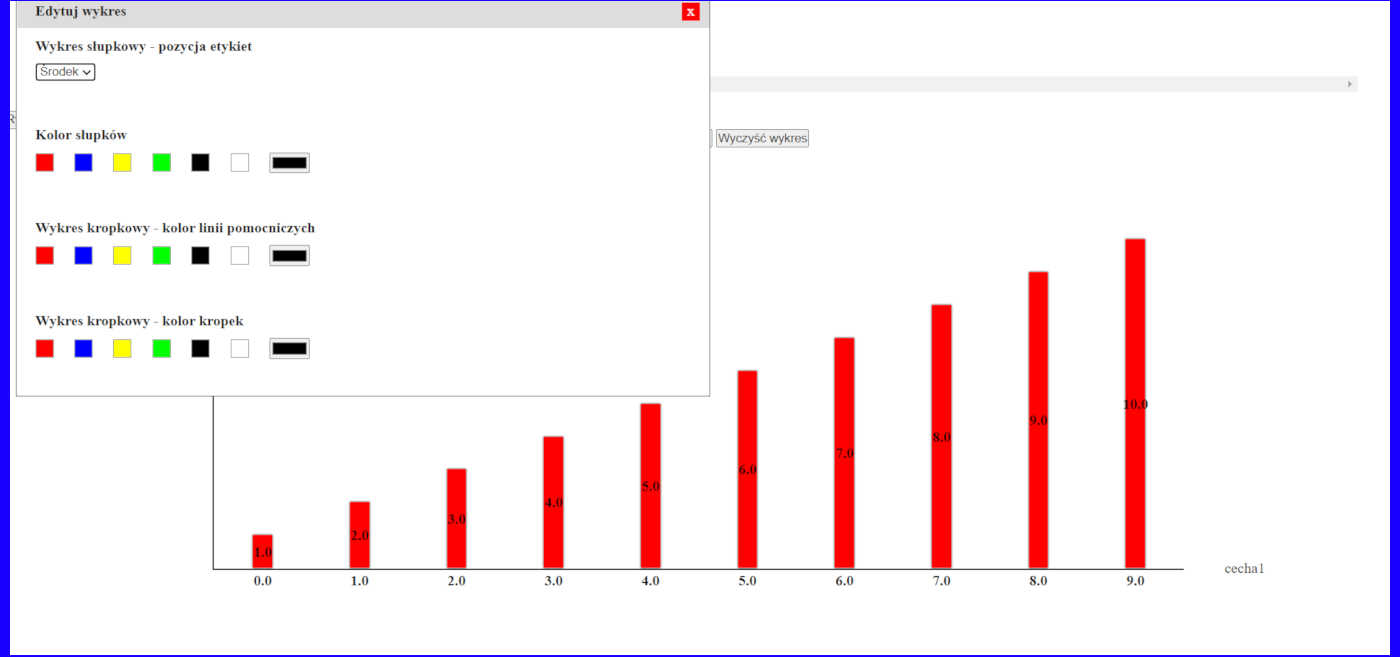 Edytuj wykres
x
Wykres słupkowy - pozycja etykiet
Środek
Kolor słupków
Wyczyść wykres
Wykres kropkowy - kolor linii pomocniczych
Wykres kropkowy - kolor kropek
1.0
2.0
3.0
4.0
5.0
6.0
7.0
8.0
9.0
10.0
0.0 1.0 2.0 3.0 4.0 5.0 6.0 7.0 8.0 9.0
cecha1